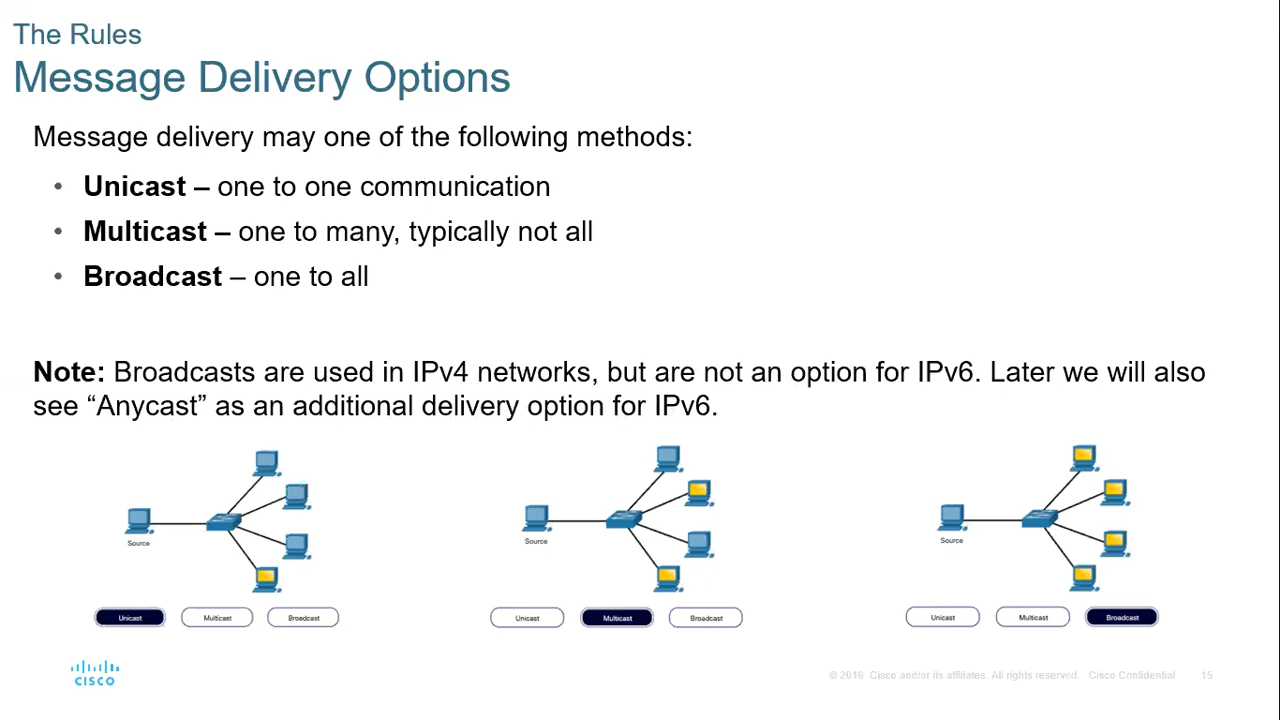 The Rules
Message Delivery Options
Message delivery may one of the following methods:
• Unicast – one to one communication
• Multicast – one to many, typically not all
• Broadcast – one to all
Note: Broadcasts are used in IPv4 networks, but are not an option for IPv6. Later we will also
see “Anycast” as an additional delivery option for IPv6.
Source
Unicast Multicast Broadcast
Source
Unicast Multicast Broadcast
Source
Unicast Multicast Broadcast
CISCO
© 2016 Cisco and/or its affiliates. All rights reserved. Cisco Confidential 15